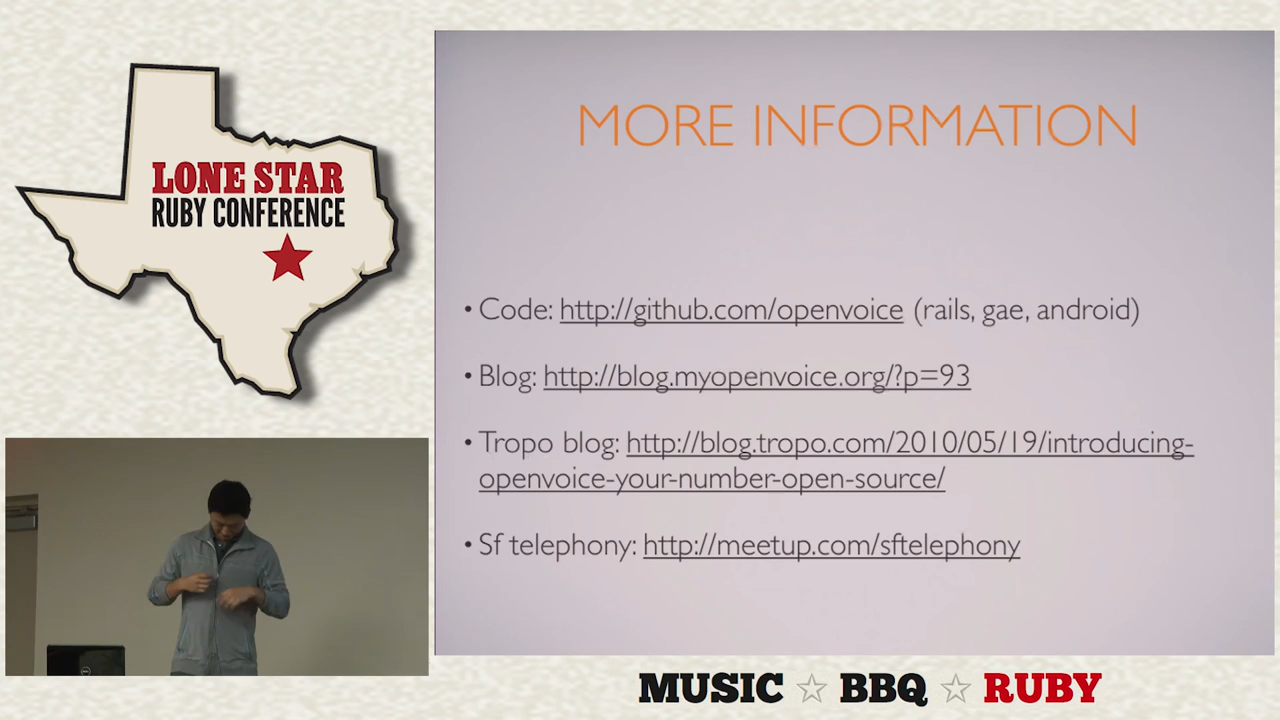 LONE STAR
RUBY CONFERENCE
MORE INFORMATION
• Code: http://github.com/openvoice (rails, gae, android)
• Blog: http://blog.myopenvoice.org/?p=93
• Tropo blog: http://blog.tropo.com/2010/05/19/introducing-
openvoice-your-number-open-source/
• Sf telephony: http://meetup.com/sftelephony
MUSIC ☆ BBQ ☆ RUBY